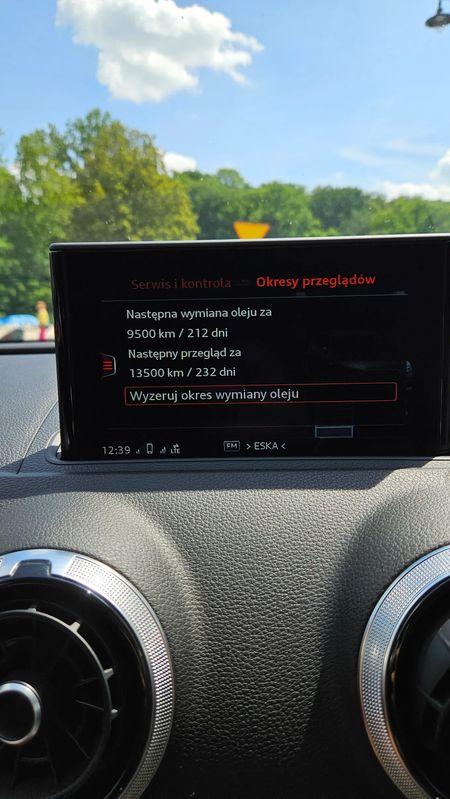 Serwis i kontrola Okresy przeglądów
Następna wymiana oleju za
9500 km / 212 dni
Następny przegląd za
13500 km / 232 dni
Wyzeruj okres wymiany oleju
12:39 LTE FM > ESKA <